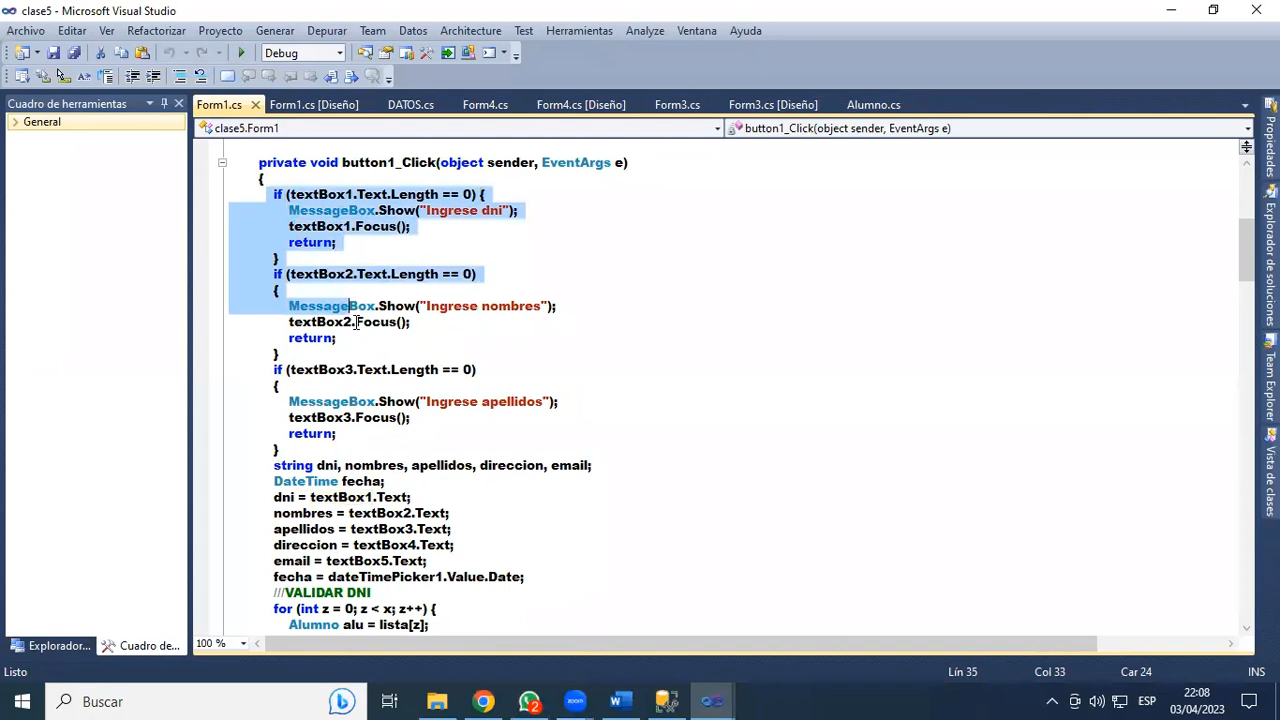 clase5 - Microsoft Visual Studio
Archivo Editar Ver Refactorizar Proyecto Generar Depurar Team Datos Architecture Test Herramientas Analyze Ventana Ayuda
Debug
Cuadro de herramientas
General
Form1.cs Form1.cs [Diseño] DATOS.cs Form4.cs Form4.cs [Diseño] Form3.cs Form3.cs [Diseño] Alumno.cs
clase5.Form1 button1_Click(object sender, EventArgs e)
private void button1_Click(object sender, EventArgs e)
{
if (textBox1.Text.Length == 0) {
MessageBox.Show("Ingrese dni");
textBox1.Focus();
return;
}
if (textBox2.Text.Length == 0)
{
MessageBox.Show("Ingrese nombres");
textBox2.Focus();
return;
}
if (textBox3.Text.Length == 0)
{
MessageBox.Show("Ingrese apellidos");
textBox3.Focus();
return;
}
string dni, nombres, apellidos, direccion, email;
DateTime fecha;
dni = textBox1.Text;
nombres = textBox2.Text;
apellidos = textBox3.Text;
direccion = textBox4.Text;
email = textBox5.Text;
fecha = dateTimePicker1.Value.Date;
///VALIDAR DNI
for (int z = 0; z < x; z++) {
Alumno alu = lista[z];
Propiedades
Explorador de soluciones
Team Explorer
Vista de clases
Explorador... Cuadro de...
100 %
Listo Lín 35 Col 33 Car 24 INS
Buscar
2
zoom
ESP
22:08
03/04/2023